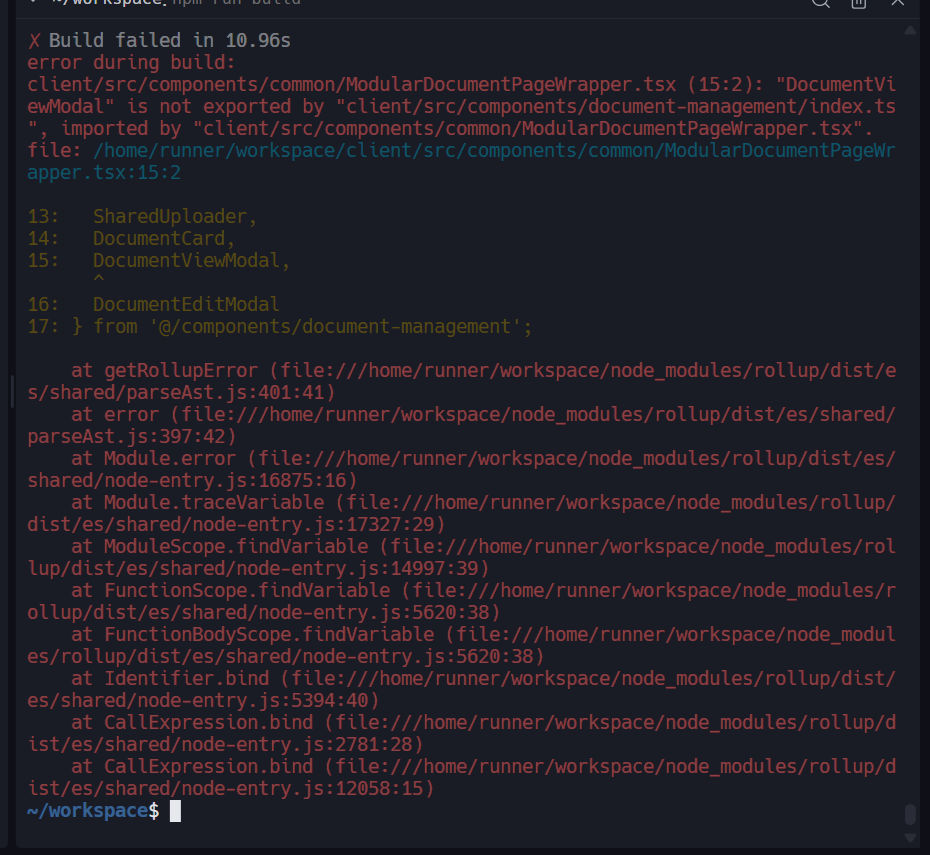 ~/workspace: npm run build
✗ Build failed in 10.96s
error during build:
client/src/components/common/ModularDocumentPageWrapper.tsx (15:2): "DocumentVi
ewModal" is not exported by "client/src/components/document-management/index.ts
", imported by "client/src/components/common/ModularDocumentPageWrapper.tsx".
file: /home/runner/workspace/client/src/components/common/ModularDocumentPageWr
apper.tsx:15:2
13:   SharedUploader,
14:   DocumentCard,
15:   DocumentViewModal,
      ^
16:   DocumentEditModal
17: } from '@/components/document-management';
    at getRollupError (file:///home/runner/workspace/node_modules/rollup/dist/e
s/shared/parseAst.js:401:41)
    at error (file:///home/runner/workspace/node_modules/rollup/dist/es/shared/
parseAst.js:397:42)
    at Module.error (file:///home/runner/workspace/node_modules/rollup/dist/es/
shared/node-entry.js:16875:16)
    at Module.traceVariable (file:///home/runner/workspace/node_modules/rollup/
dist/es/shared/node-entry.js:17327:29)
    at ModuleScope.findVariable (file:///home/runner/workspace/node_modules/rol
lup/dist/es/shared/node-entry.js:14997:39)
    at FunctionScope.findVariable (file:///home/runner/workspace/node_modules/r
ollup/dist/es/shared/node-entry.js:5620:38)
    at FunctionBodyScope.findVariable (file:///home/runner/workspace/node_modul
es/rollup/dist/es/shared/node-entry.js:5620:38)
    at Identifier.bind (file:///home/runner/workspace/node_modules/rollup/dist/
es/shared/node-entry.js:5394:40)
    at CallExpression.bind (file:///home/runner/workspace/node_modules/rollup/d
ist/es/shared/node-entry.js:2781:28)
    at CallExpression.bind (file:///home/runner/workspace/node_modules/rollup/d
ist/es/shared/node-entry.js:12058:15)
~/workspace$